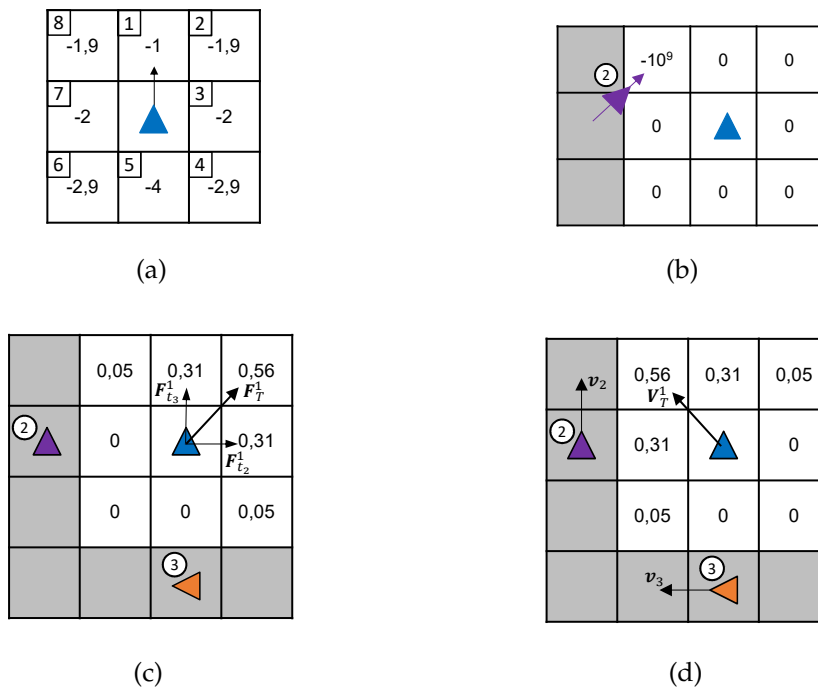 8 1 2
-1,9 -1 -1,9
7 3
-2 -2
6 5 4
-2,9 -4 -2,9
(a)
2 -10⁹ 0 0
0 0
0 0 0
(b)
0,05 0,31 0,56
F¹ₜ₃ F¹_T
2 0 0,31
F¹ₜ₂
0 0 0,05
3
(c)
0,56 0,31 0,05
v₂ V¹_T
2 0,31 0
0,05 0 0
3
v₃
(d)